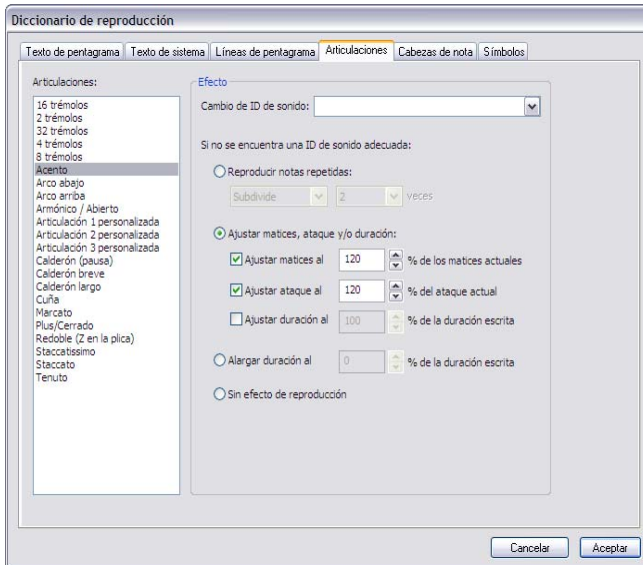 Diccionario de reproducción
Texto de pentagrama Texto de sistema Líneas de pentagrama Articulaciones Cabezas de nota Símbolos
Articulaciones:
16 trémolos
2 trémolos
32 trémolos
4 trémolos
8 trémolos
Acento
Arco abajo
Arco arriba
Armónico / Abierto
Articulación 1 personalizada
Articulación 2 personalizada
Articulación 3 personalizada
Calderón (pausa)
Calderón breve
Calderón largo
Cuña
Marcato
Plus/Cerrado
Redoble (Z en la plica)
Staccatissimo
Staccato
Tenuto
Efecto
Cambio de ID de sonido:
Si no se encuentra una ID de sonido adecuada:
Reproducir notas repetidas:
Subdivide 2 veces
Ajustar matices, ataque y/o duración:
Ajustar matices al 120 % de los matices actuales
Ajustar ataque al 120 % del ataque actual
Ajustar duración al 100 % de la duración escrita
Alargar duración al 0 % de la duración escrita
Sin efecto de reproducción
Cancelar Aceptar